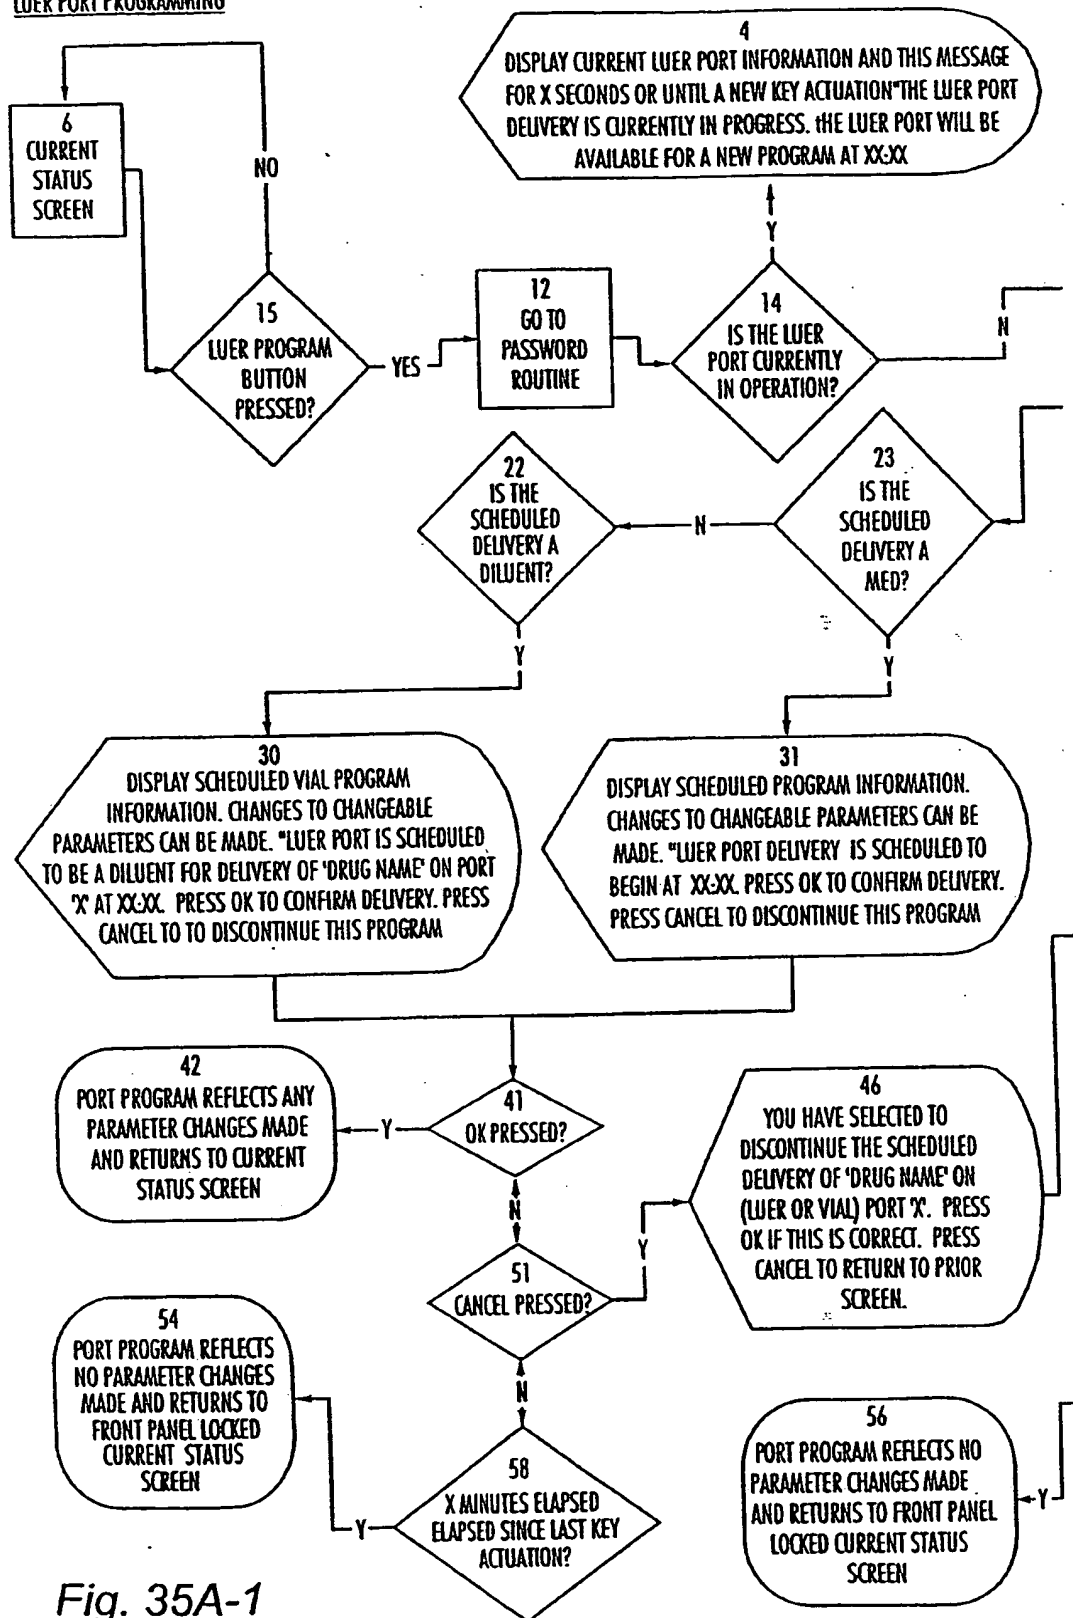 LUER PORT PROGRAMMING
4
DISPLAY CURRENT LUER PORT INFORMATION AND THIS MESSAGE
FOR X SECONDS OR UNTIL A NEW KEY ACTUATION"THE LUER PORT
DELIVERY IS CURRENTLY IN PROGRESS. tHE LUER PORT WILL BE
AVAILABLE FOR A NEW PROGRAM AT XX:XX
6
CURRENT
STATUS
SCREEN
NO
Y
15
LUER PROGRAM
BUTTON
PRESSED?
YES
12
GO TO
PASSWORD
ROUTINE
14
IS THE LUER
PORT CURRENTLY
IN OPERATION?
N
22
IS THE
SCHEDULED
DELIVERY A
DILUENT?
N
23
IS THE
SCHEDULED
DELIVERY A
MED?
Y
Y
30
DISPLAY SCHEDULED VIAL PROGRAM
INFORMATION. CHANGES TO CHANGEABLE
PARAMETERS CAN BE MADE. "LUER PORT IS SCHEDULED
TO BE A DILUENT FOR DELIVERY OF 'DRUG NAME' ON PORT
'X' AT XX:XX. PRESS OK TO CONFIRM DELIVERY. PRESS
CANCEL TO TO DISCONTINUE THIS PROGRAM
31
DISPLAY SCHEDULED PROGRAM INFORMATION.
CHANGES TO CHANGEABLE PARAMETERS CAN BE
MADE. "LUER PORT DELIVERY IS SCHEDULED TO
BEGIN AT XX:XX. PRESS OK TO CONFIRM DELIVERY.
PRESS CANCEL TO DISCONTINUE THIS PROGRAM
42
PORT PROGRAM REFLECTS ANY
PARAMETER CHANGES MADE
AND RETURNS TO CURRENT
STATUS SCREEN
Y
41
OK PRESSED?
N
46
YOU HAVE SELECTED TO
DISCONTINUE THE SCHEDULED
DELIVERY OF 'DRUG NAME' ON
(LUER OR VIAL) PORT 'X'. PRESS
OK IF THIS IS CORRECT. PRESS
CANCEL TO RETURN TO PRIOR
SCREEN.
Y
51
CANCEL PRESSED?
N
54
PORT PROGRAM REFLECTS
NO PARAMETER CHANGES
MADE AND RETURNS TO
FRONT PANEL LOCKED
CURRENT STATUS
SCREEN
Y
58
X MINUTES ELAPSED
ELAPSED SINCE LAST KEY
ACTUATION?
56
PORT PROGRAM REFLECTS NO
PARAMETER CHANGES MADE
AND RETURNS TO FRONT PANEL
LOCKED CURRENT STATUS
SCREEN
Y
Fig. 35A-1